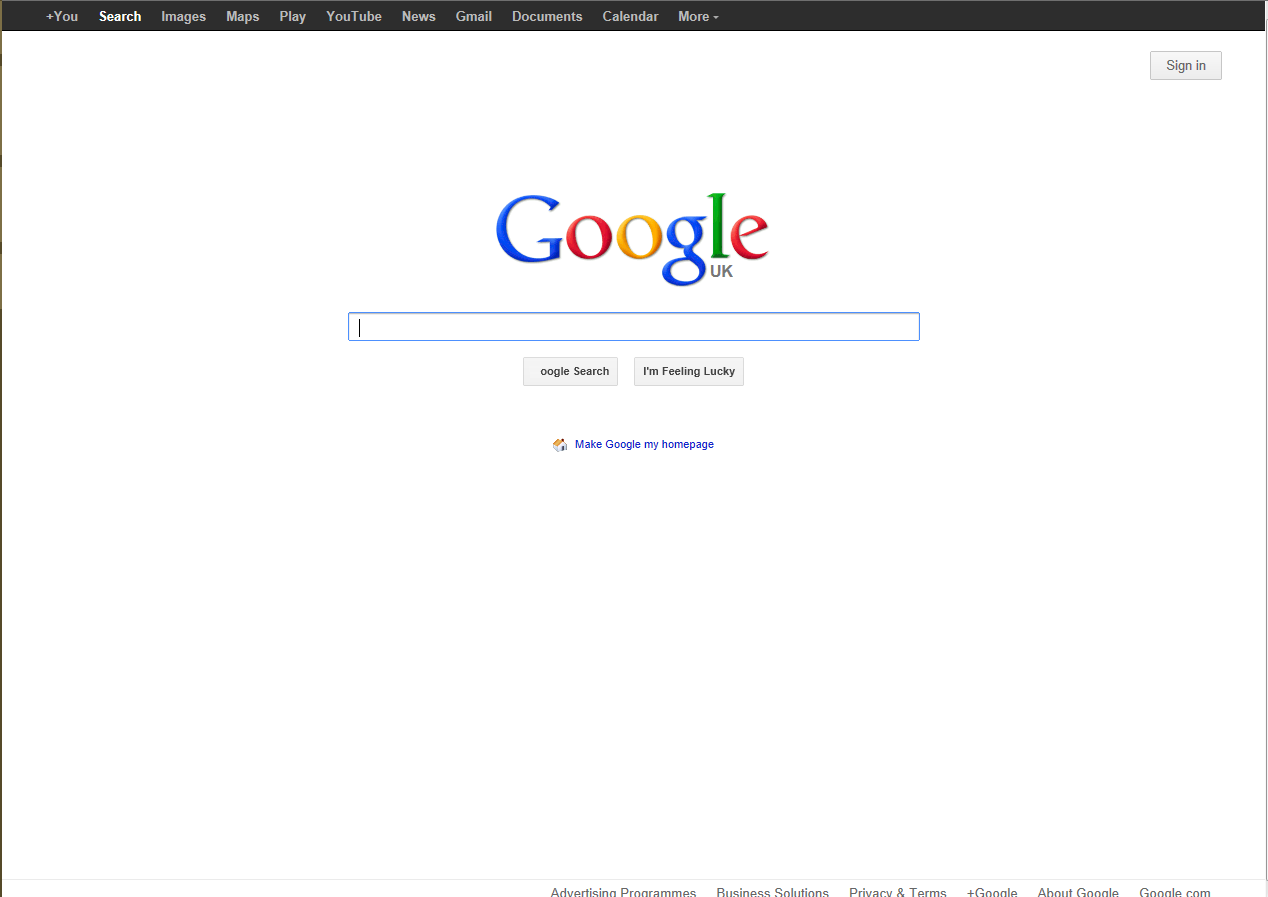 +You Search Images Maps Play YouTube News Gmail Documents Calendar More
Sign in
Google
UK
oogle Search I'm Feeling Lucky
Make Google my homepage
Advertising Programmes Business Solutions Privacy & Terms +Google About Google Google.com